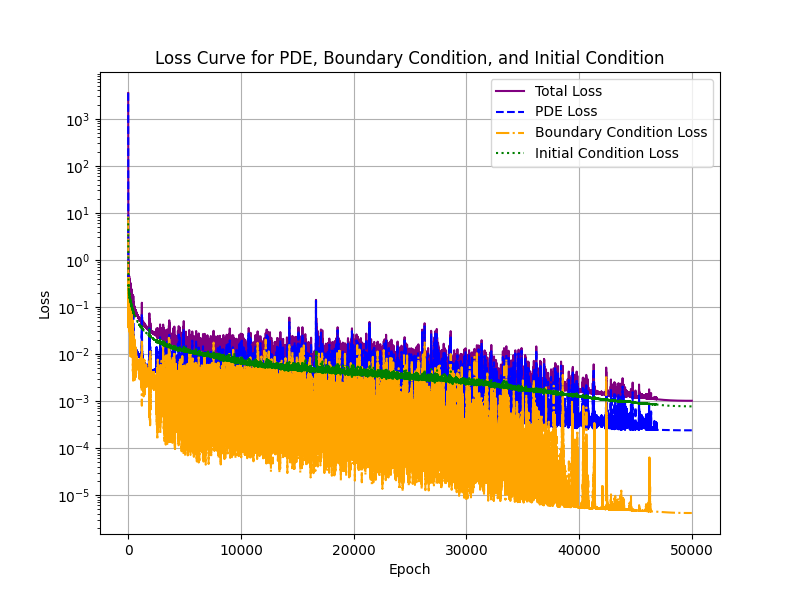 Loss Curve for PDE, Boundary Condition, and Initial Condition
Total Loss
PDE Loss
Boundary Condition Loss
Initial Condition Loss
10³
10²
10¹
10⁰
10⁻¹
10⁻²
10⁻³
10⁻⁴
10⁻⁵
Loss
0 10000 20000 30000 40000 50000
Epoch